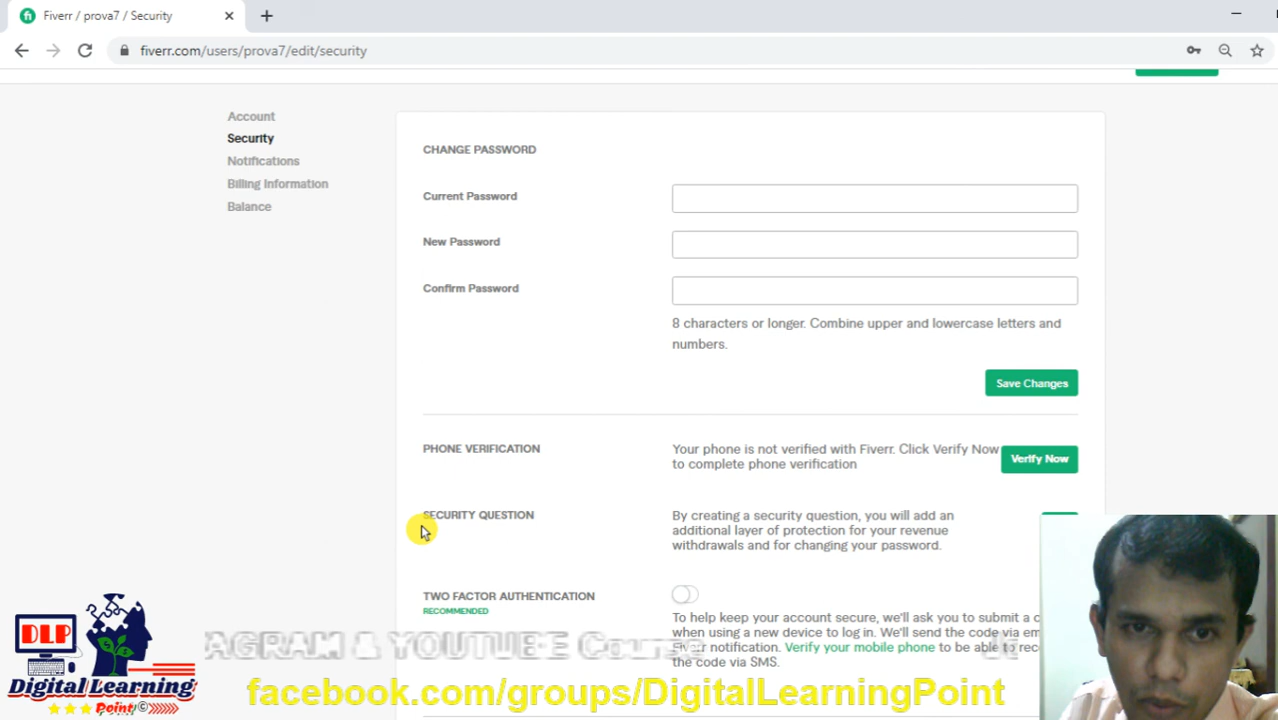 Fiverr / prova7 / Security
fiverr.com/users/prova7/edit/security
Account
Security
Notifications
Billing Information
Balance
CHANGE PASSWORD
Current Password
New Password
Confirm Password
8 characters or longer. Combine upper and lowercase letters and
numbers.
Save Changes
PHONE VERIFICATION
Your phone is not verified with Fiverr. Click Verify Now
to complete phone verification
Verify Now
SECURITY QUESTION
By creating a security question, you will add an
additional layer of protection for your revenue
withdrawals and for changing your password.
TWO FACTOR AUTHENTICATION
RECOMMENDED
To help keep your account secure, we'll ask you to submit a
when using a new device to log in. We'll send the code via
Fiverr notification. Verify your mobile phone to be able to
the code via SMS.
AGRAM & YOUTUBE Course
facebook.com/groups/DigitalLearningPoint
DLP
Digital Learning
Point ©